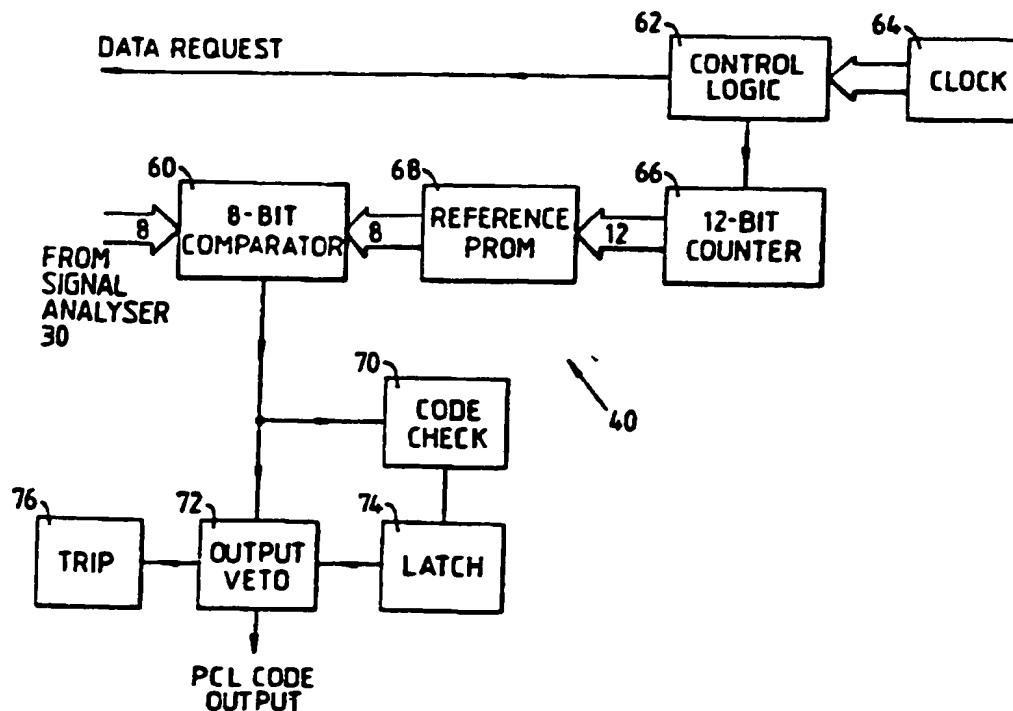 62
64
DATA REQUEST
CONTROL
LOGIC
CLOCK
60
68
66
8
8-BIT
COMPARATOR
8
REFERENCE
PROM
12
12-BIT
COUNTER
FROM
SIGNAL
ANALYSER
30
70
CODE
CHECK
40
76
72
74
TRIP
OUTPUT
VETO
LATCH
PCL CODE
OUTPUT